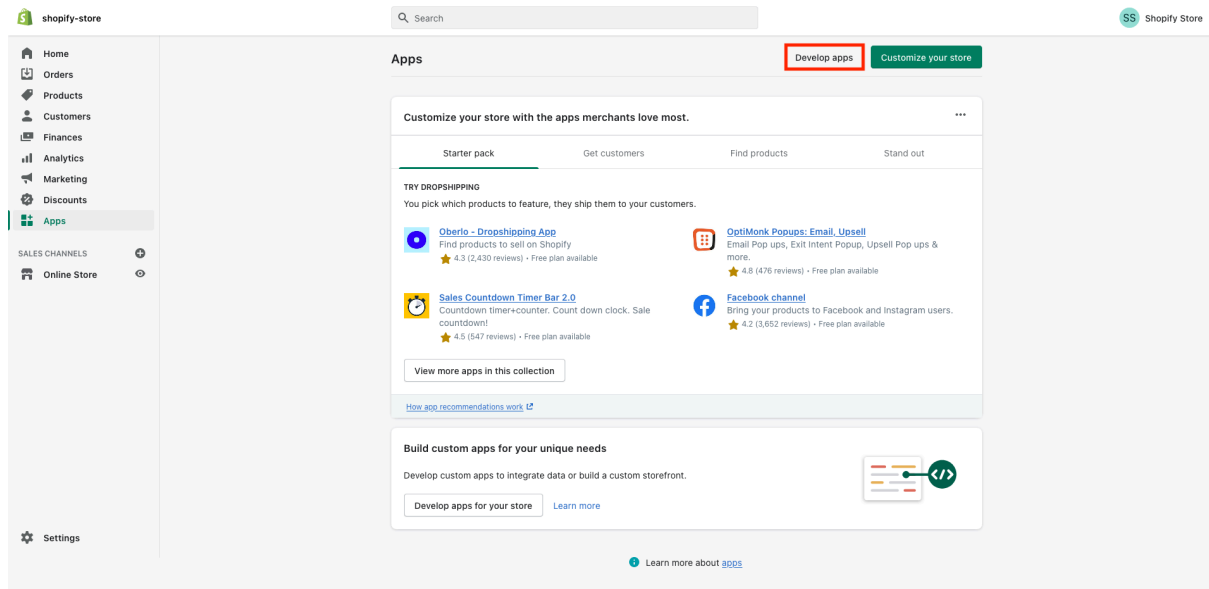 shopify-store
Search
SS Shopify Store
Home
Orders
Products
Customers
Finances
Analytics
Marketing
Discounts
Apps
SALES CHANNELS
Online Store
Settings
Apps
Develop apps
Customize your store
Customize your store with the apps merchants love most.
Starter pack Get customers Find products Stand out
TRY DROPSHIPPING
You pick which products to feature, they ship them to your customers.
Oberlo - Dropshipping App
Find products to sell on Shopify
4.3 (2,430 reviews) • Free plan available
OptiMonk Popups: Email, Upsell
Email Pop ups, Exit Intent Popup, Upsell Pop ups &
more.
4.8 (476 reviews) • Free plan available
Sales Countdown Timer Bar 2.0
Countdown timer+counter. Count down clock. Sale
countdown!
4.5 (547 reviews) • Free plan available
Facebook channel
Bring your products to Facebook and Instagram users.
4.2 (3,652 reviews) • Free plan available
View more apps in this collection
How app recommendations work
Build custom apps for your unique needs
Develop custom apps to integrate data or build a custom storefront.
Develop apps for your store
Learn more
Learn more about apps